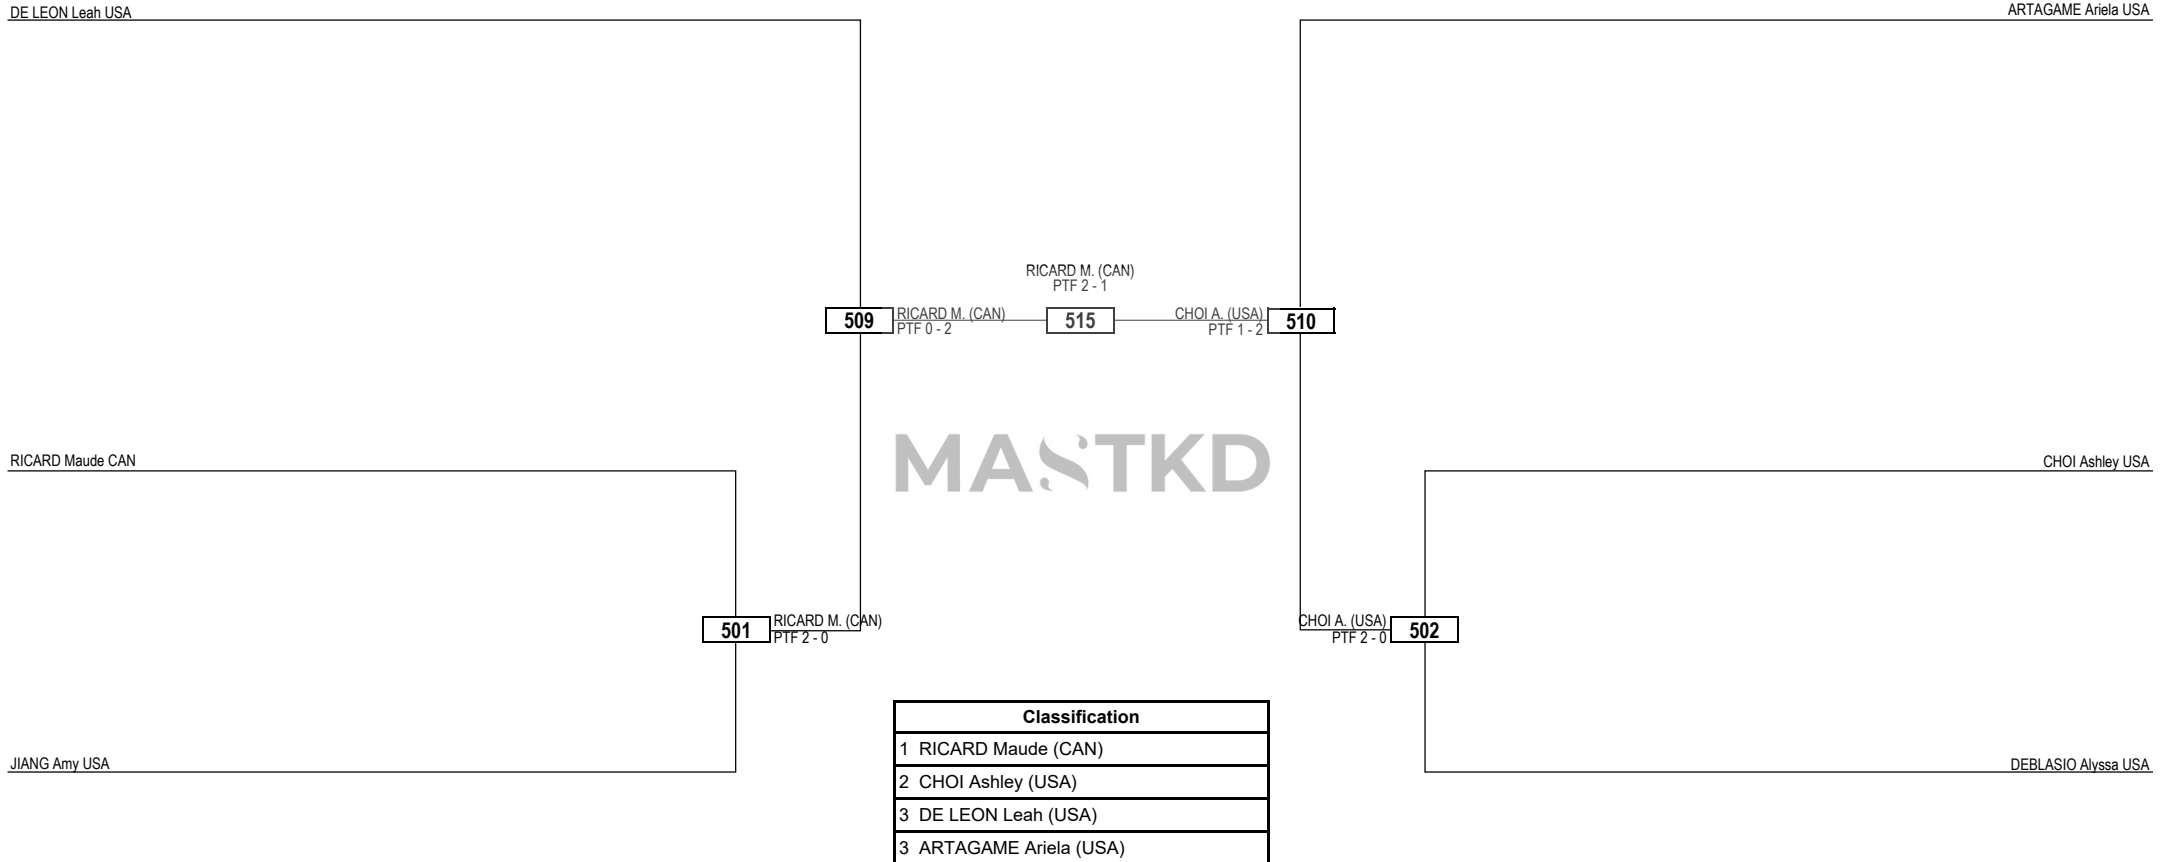 DE LEON Leah USA
ARTAGAME Ariela USA
RICARD M. (CAN)
PTF 2 - 1
509
RICARD M. (CAN)
PTF 0 - 2
515
CHOI A. (USA)
PTF 1 - 2
510
MASTKD
RICARD Maude CAN
CHOI Ashley USA
501
RICARD M. (CAN)
PTF 2 - 0
CHOI A. (USA)
PTF 2 - 0
502
JIANG Amy USA
DEBLASIO Alyssa USA
Classification
1 RICARD Maude (CAN)
2 CHOI Ashley (USA)
3 DE LEON Leah (USA)
3 ARTAGAME Ariela (USA)